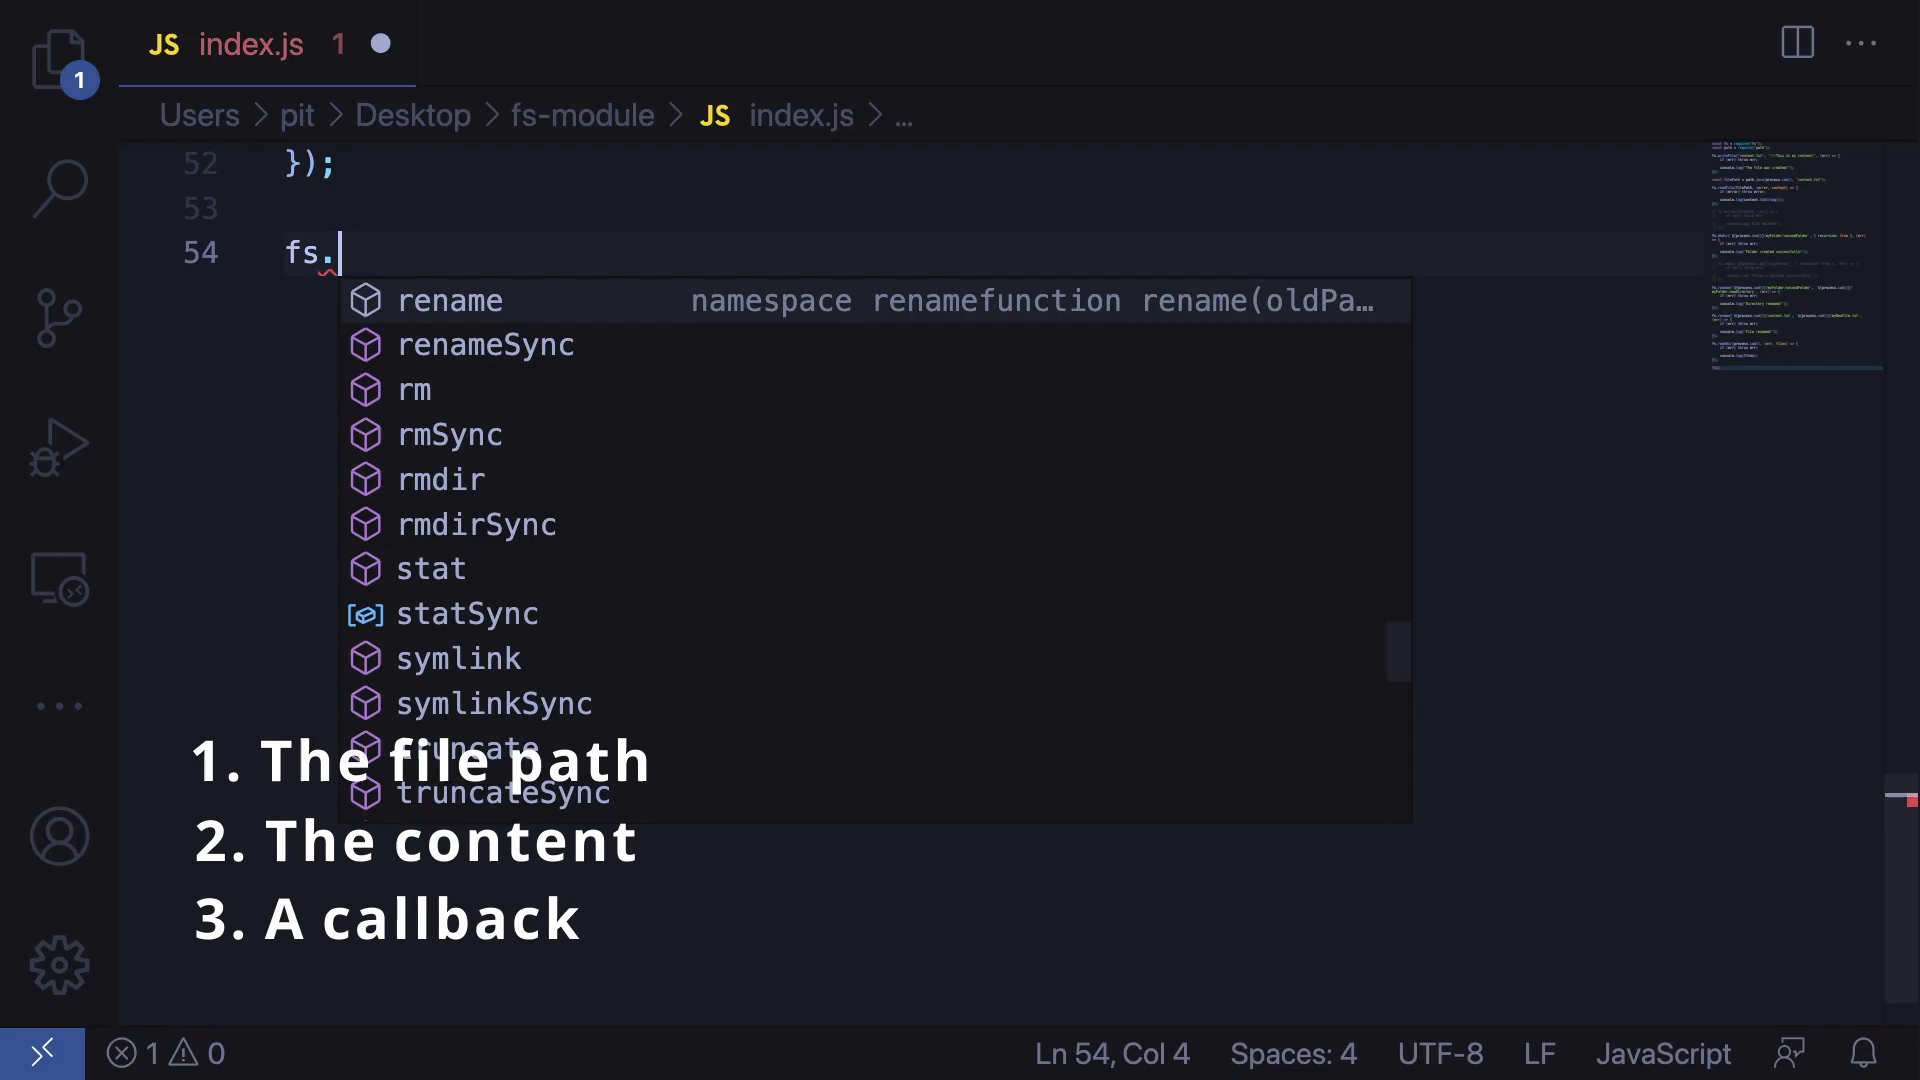 JS index.js 1
1
Users > pit > Desktop > fs-module > JS index.js > ...
52 });
53
54 fs.
rename namespace renamefunction rename(oldPa…
renameSync
rm
rmSync
rmdir
rmdirSync
stat
statSync
symlink
symlinkSync
truncate
truncateSync
1. The file path
2. The content
3. A callback
1 0 Ln 54, Col 4 Spaces: 4 UTF-8 LF JavaScript